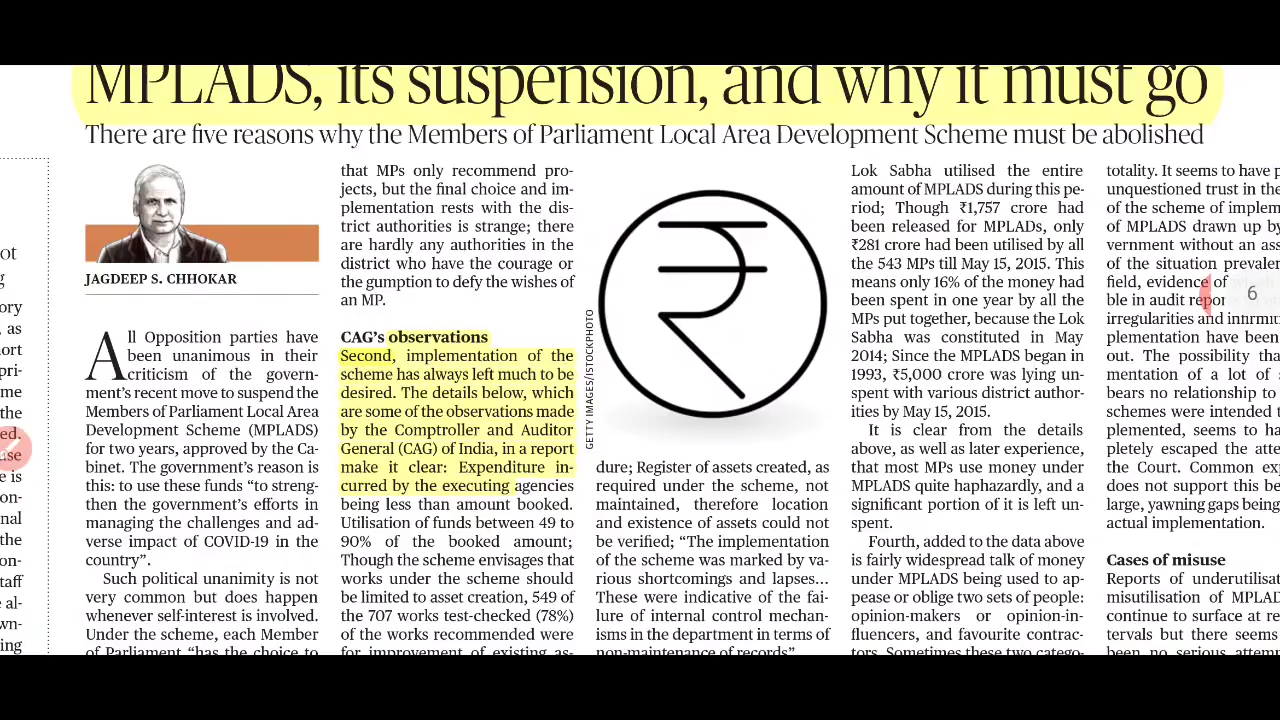 MPLADS, its suspension, and why it must go
There are five reasons why the Members of Parliament Local Area Development Scheme must be abolished
JAGDEEP S. CHHOKAR
All Opposition parties have
been unanimous in their
criticism of the govern-
ment's recent move to suspend the
Members of Parliament Local Area
Development Scheme (MPLADS)
for two years, approved by the Ca-
binet. The government's reason is
this: to use these funds "to streng-
then the government's efforts in
managing the challenges and ad-
verse impact of COVID-19 in the
country".
Such political unanimity is not
very common but does happen
whenever self-interest is involved.
Under the scheme, each Member
of Parliament "has the choice to
that MPs only recommend pro-
jects, but the final choice and im-
plementation rests with the dis-
trict authorities is strange; there
are hardly any authorities in the
district who have the courage or
the gumption to defy the wishes of
an MP.
CAG's observations
Second, implementation of the
scheme has always left much to be
desired. The details below, which
are some of the observations made
by the Comptroller and Auditor
General (CAG) of India, in a report
make it clear: Expenditure in-
curred by the executing agencies
being less than amount booked.
Utilisation of funds between 49 to
90% of the booked amount;
Though the scheme envisages that
works under the scheme should
be limited to asset creation, 549 of
the 707 works test-checked (78%)
of the works recommended were
for improvement of existing as-
GETTY IMAGES/ISTOCKPHOTO
dure; Register of assets created, as
required under the scheme, not
maintained, therefore location
and existence of assets could not
be verified; "The implementation
of the scheme was marked by va-
rious shortcomings and lapses...
These were indicative of the fai-
lure of internal control mechan-
isms in the department in terms of
non-maintenance of records"
Lok Sabha utilised the entire
amount of MPLADS during this pe-
riod; Though ₹1,757 crore had
been released for MPLADs, only
₹281 crore had been utilised by all
the 543 MPs till May 15, 2015. This
means only 16% of the money had
been spent in one year by all the
MPs put together, because the Lok
Sabha was constituted in May
2014; Since the MPLADS began in
1993, ₹5,000 crore was lying un-
spent with various district author-
ities by May 15, 2015.
It is clear from the details
above, as well as later experience,
that most MPs use money under
MPLADS quite haphazardly, and a
significant portion of it is left un-
spent.
Fourth, added to the data above
is fairly widespread talk of money
under MPLADS being used to ap-
pease or oblige two sets of people:
opinion-makers or opinion-in-
fluencers, and favourite contrac-
tors. Sometimes these two catego-
totality. It seems to have
unquestioned trust in the
of the scheme of implem
of MPLADS drawn up by
vernment without an ass
of the situation prevalen
field, evidence of
ble in audit
irregularities and
plementation have been
out. The possibility tha
mentation of a lot of
bears no relationship to
schemes were intended
plemented, seems to ha
pletely escaped the atte
the Court. Common ex
does not support this be
large, yawning gaps being
actual implementation.
Cases of misuse
Reports of underutilisat
misutilisation of MPLAD
continue to surface at re
tervals but there seems
been no serious attemp
6